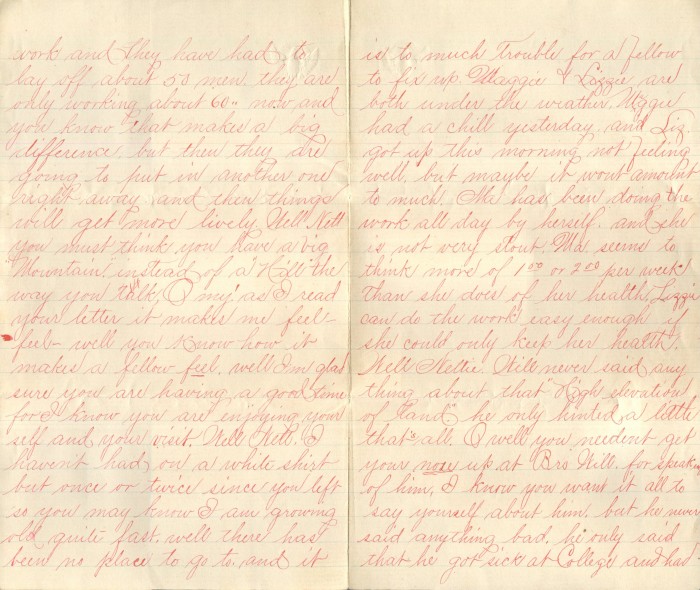 work and they have had to
lay off about 50 men. they are
only working about 60 now and
you know that makes a big
difference. but then they are
going to put in another one
right away and then things
will get more lively. Well Nett
you must think you have a big
"Mountain" instead of a "Hill" the
way you talk, O my! as I read
your letter it makes me feel-
feel- well you know how it
makes a fellow feel. well I'm glad
sure you are having a good time
for I know you are enjoying your
self and your visit. Well Nett. I
haven't had on a white shirt
but once or twice since you left
so you may know I am growing
old quite fast. well there has
been no place to go to. and it
is to much trouble for a fellow
to fix up. Maggie & Lizzie are
both under the weather.
had a chill yesterday. and Liz.
got up this morning not feeling
well. but maybe it wont amount
to much. Ma has been doing the
work all day by herself. and she
is not very stout. Ma seems to
think more of 1.00 or 2.00 per week
than she does of her health, Lizzie
can do the work easy enough if
she could only keep her health.
Well Nettie. Will never said any
thing about that "High elevation
of Land" he only hinted a little
that's all. O well you needent get
your nose up at Bro Will. for speaking
of him, I know you want it all to
say yourself about him. but he never
said anything bad. he only said
that he got sick at College and had